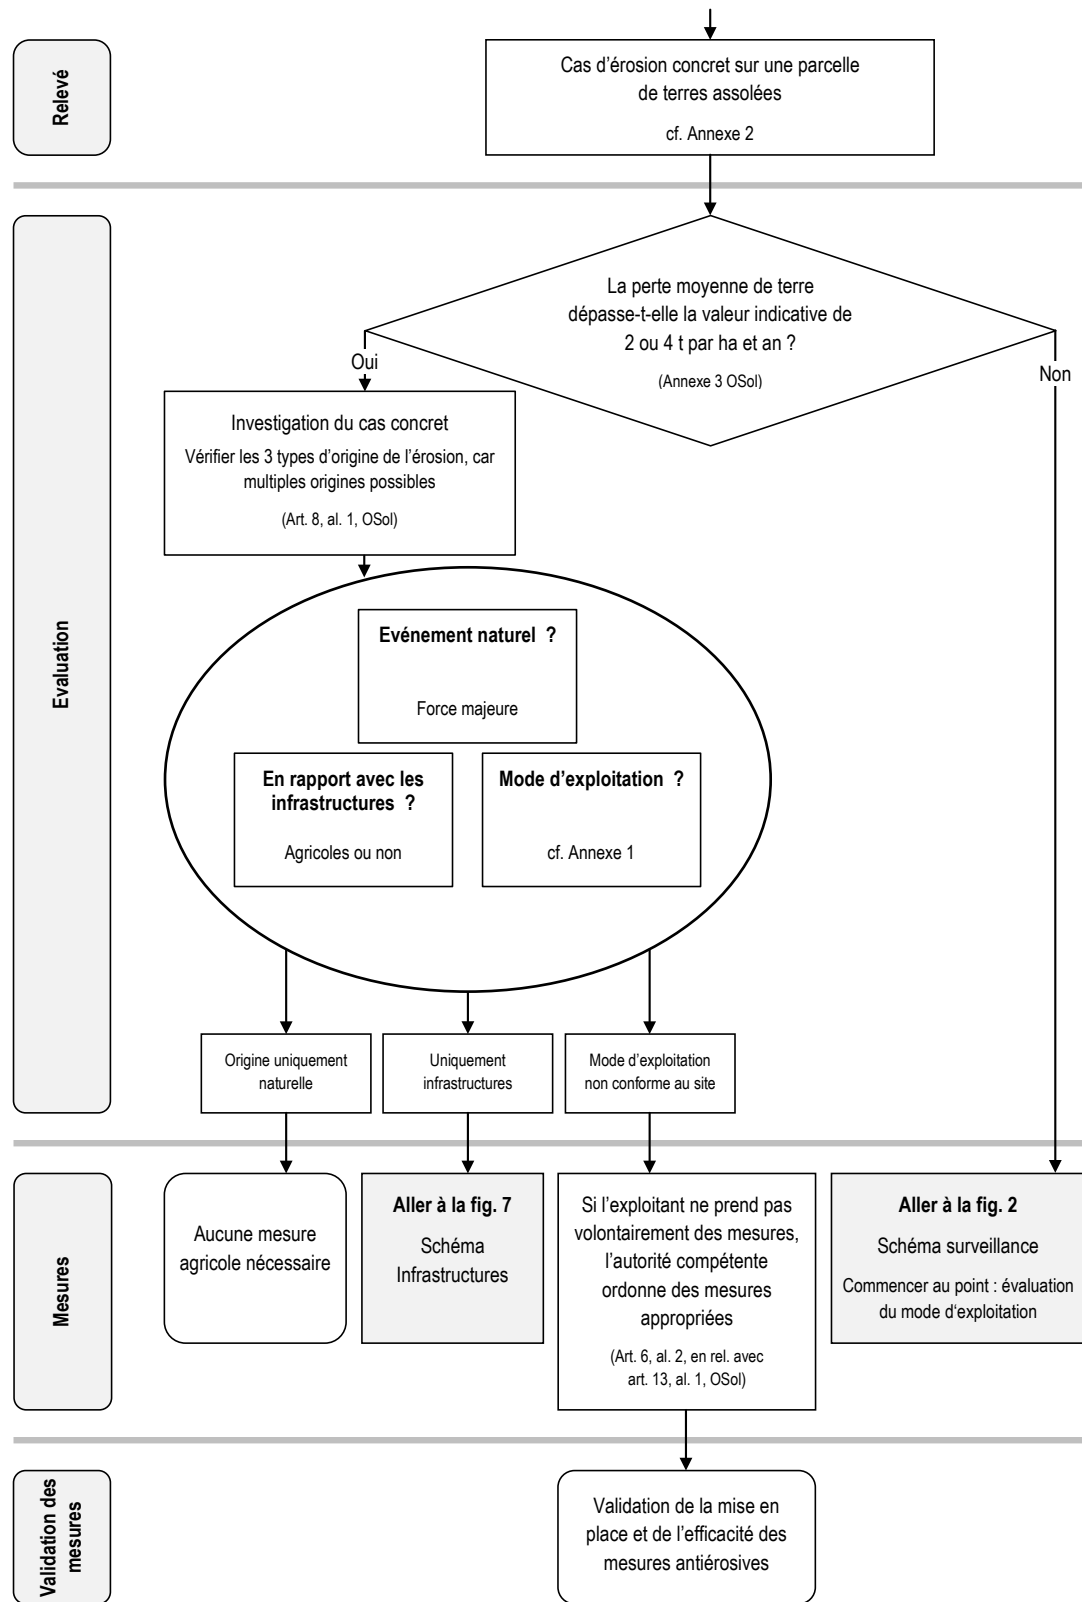 Relevé
Cas d’érosion concret sur une parcelle
de terres assolées
cf. Annexe 2
Evaluation
La perte moyenne de terre
dépasse-t-elle la valeur indicative de
2 ou 4 t par ha et an ?
(Annexe 3 OSol)
Oui
Non
Investigation du cas concret
Vérifier les 3 types d’origine de l’érosion, car
multiples origines possibles
(Art. 8, al. 1, OSol)
Evénement naturel ?
Force majeure
En rapport avec les
infrastructures ?
Agricoles ou non
Mode d’exploitation ?
cf. Annexe 1
Origine uniquement
naturelle
Uniquement
infrastructures
Mode d’exploitation
non conforme au site
Mesures
Aucune mesure
agricole nécessaire
Aller à la fig. 7
Schéma
Infrastructures
Si l’exploitant ne prend pas
volontairement des mesures,
l’autorité compétente
ordonne des mesures
appropriées
(Art. 6, al. 2, en rel. avec
art. 13, al. 1, OSol)
Aller à la fig. 2
Schéma surveillance
Commencer au point : évaluation
du mode d‘exploitation
Validation des
mesures
Validation de la mise en
place et de l’efficacité des
mesures antiérosives